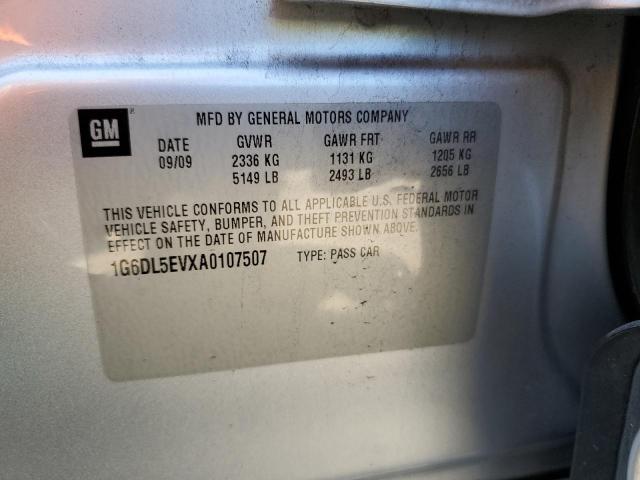 GM
MFD BY GENERAL MOTORS COMPANY
DATE GVWR GAWR FRT GAWR RR
09/09 2336 KG 1131 KG 1205 KG
5149 LB 2493 LB 2656 LB
THIS VEHICLE CONFORMS TO ALL APPLICABLE U.S. FEDERAL MOTOR
VEHICLE SAFETY, BUMPER, AND THEFT PREVENTION STANDARDS IN
EFFECT ON THE DATE OF MANUFACTURE SHOWN ABOVE.
1G6DL5EVXA0107507 TYPE: PASS CAR